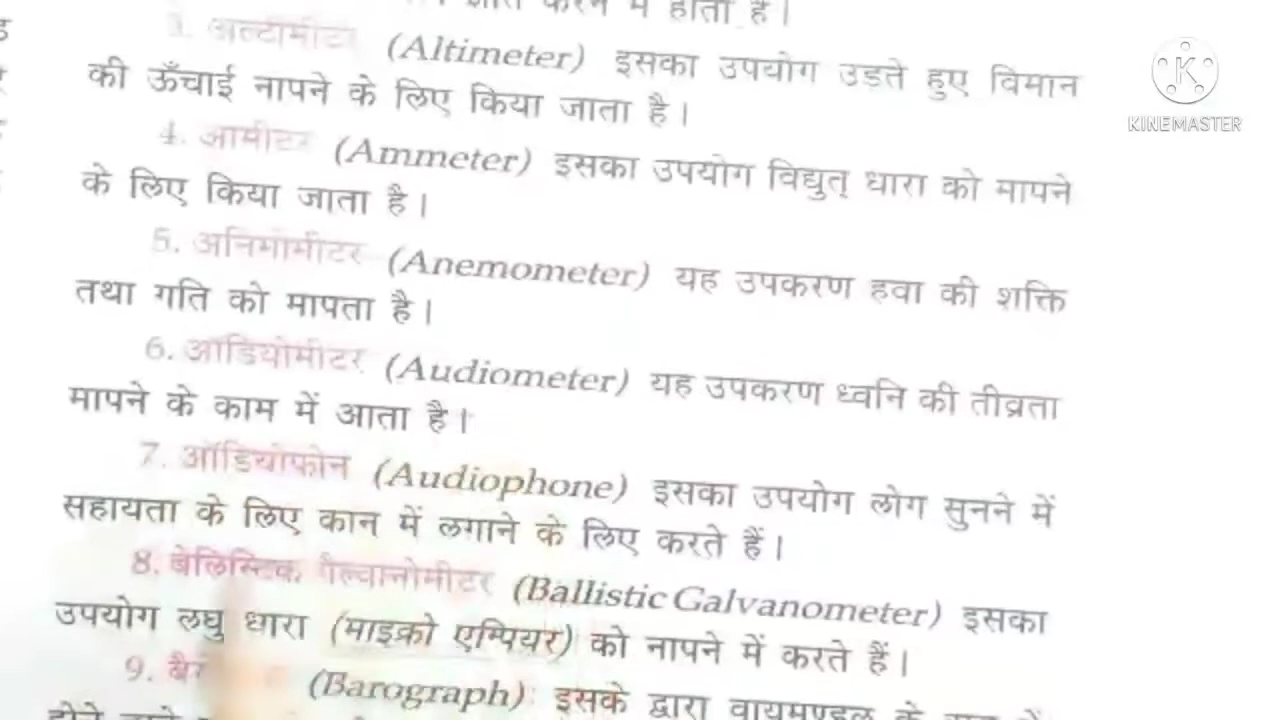 करने में होता है।
3. अल्टीमीटर (Altimeter) इसका उपयोग उड़ते हुए विमान
की ऊँचाई नापने के लिए किया जाता है।
KINEMASTER
4. आमीटर (Ammeter) इसका उपयोग विद्युत् धारा को मापने
के लिए किया जाता है।
5. अनिमोमीटर (Anemometer) यह उपकरण हवा की शक्ति
तथा गति को मापता है।
6. ऑडियोमीटर (Audiometer) यह उपकरण ध्वनि की तीव्रता
मापने के काम में आता है।
7. ऑडियोफोन (Audiophone) इसका उपयोग लोग सुनने में
सहायता के लिए कान में लगाने के लिए करते हैं।
8. बेलिस्टिक गैल्वानोमीटर (Ballistic Galvanometer) इसका
उपयोग लघु धारा (माइक्रो एम्पियर) को नापने में करते हैं।
9. (Barograph) इसके द्वारा वायुमण्डल के